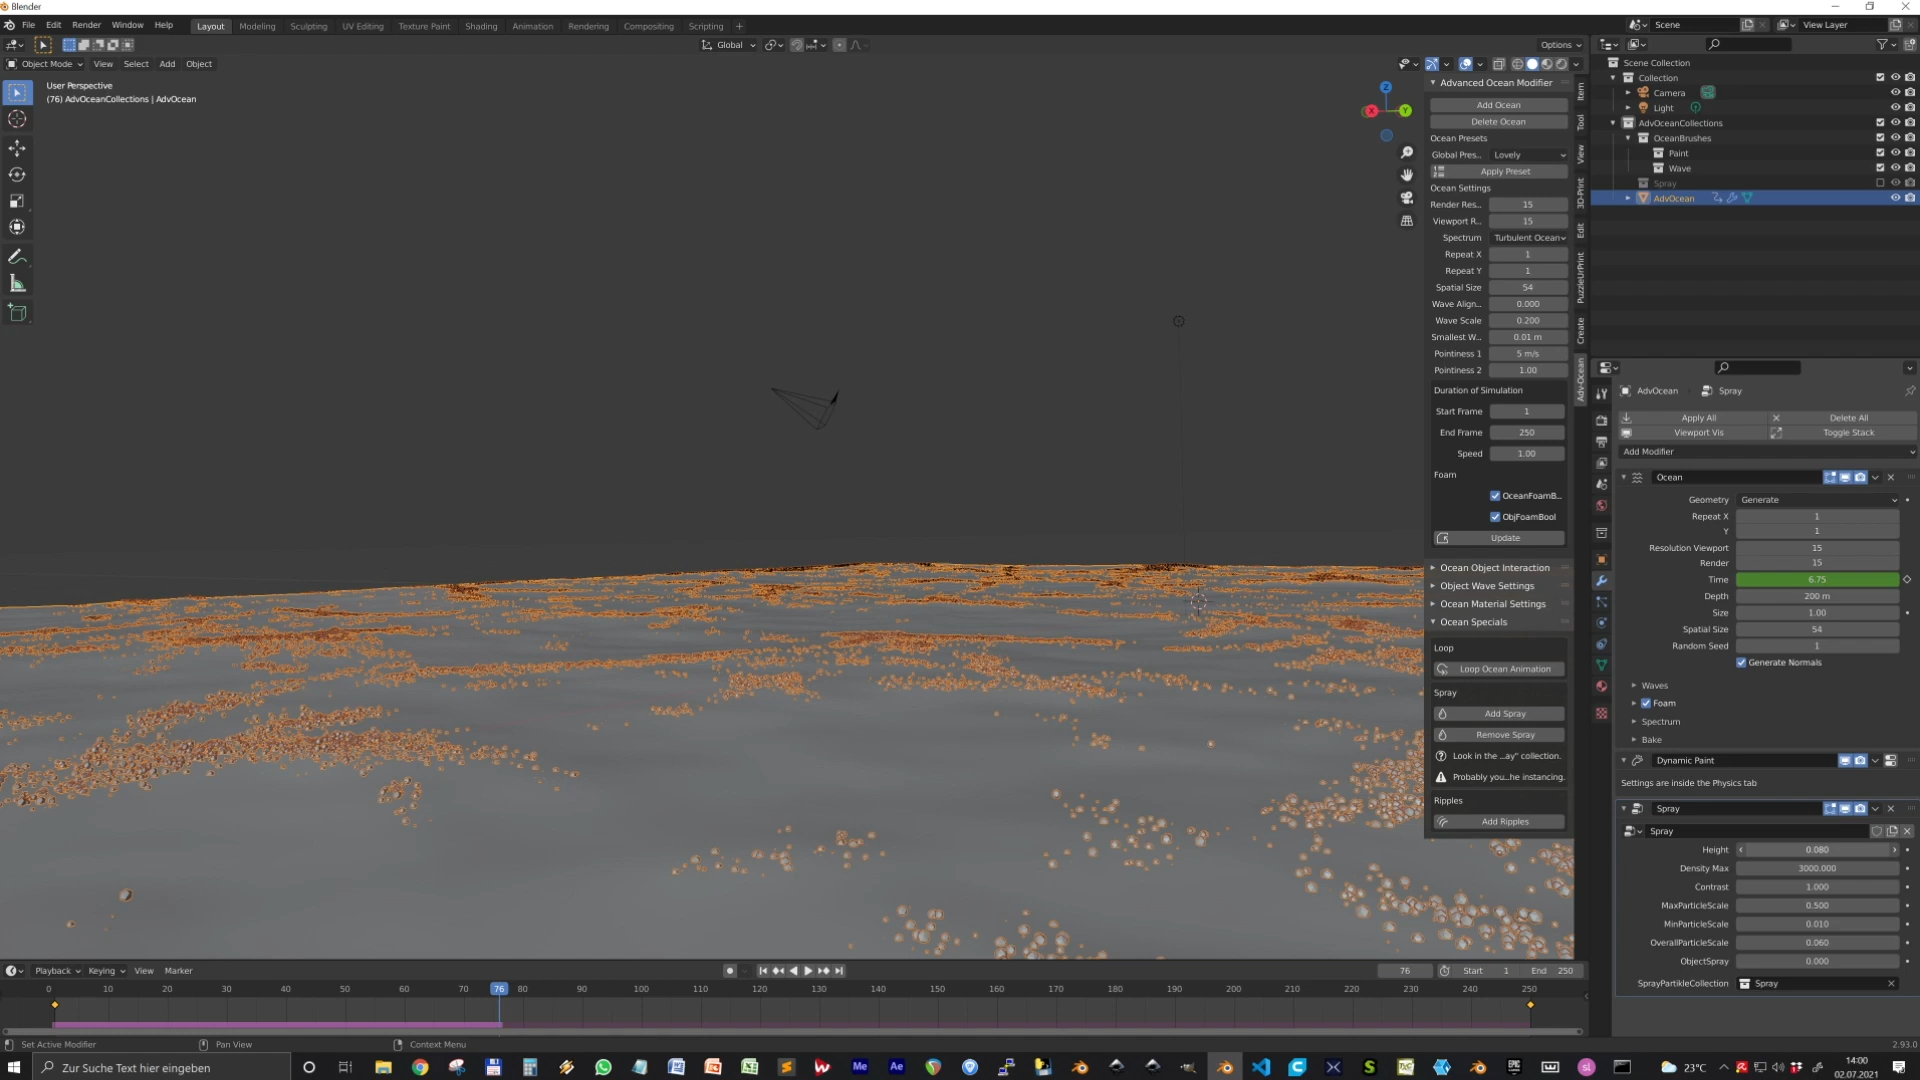 Blender
File Edit Render Window Help
Layout Modeling Sculpting UV Editing Texture Paint Shading Animation Rendering Compositing Scripting +
Scene
View Layer
Global
Options
Object Mode View Select Add Object
User Perspective
(76) AdvOceanCollections | AdvOcean
Z
X
Y
Advanced Ocean Modifier
Add Ocean
Delete Ocean
Ocean Presets
Global Pres.. Lovely
Apply Preset
Ocean Settings
Render Res... 15
Viewport R... 15
Spectrum Turbulent Ocean
Repeat X 1
Repeat Y 1
Spatial Size 54
Wave Align.. 0.000
Wave Scale 0.200
Smallest W... 0.01 m
Pointiness 1 5 m/s
Pointiness 2 1.00
Duration of Simulation
Start Frame 1
End Frame 250
Speed 1.00
Foam
OceanFoamB...
ObjFoamBool
Update
Ocean Object Interaction
Object Wave Settings
Ocean Material Settings
Ocean Specials
Loop
Loop Ocean Animation
Spray
Add Spray
Remove Spray
Look in the ...ay" collection.
Probably you...he instancing.
Ripples
Add Ripples
Item
Tool
View
3D-Print
Edit
PuzzleUrPrint
Create
Adv-Ocean
Scene Collection
Collection
Camera
Light
AdvOceanCollections
OceanBrushes
Paint
Wave
Spray
AdvOcean
AdvOcean Spray
Apply All Delete All
Viewport Vis Toggle Stack
Add Modifier
Ocean
Geometry Generate
Repeat X 1
Y 1
Resolution Viewport 15
Render 15
Time 6.75
Depth 200 m
Size 1.00
Spatial Size 54
Random Seed 1
Generate Normals
Waves
Foam
Spectrum
Bake
Dynamic Paint
Settings are inside the Physics tab
Spray
Spray
Height 0.080
Density Max 3000.000
Contrast 1.000
MaxParticleScale 0.500
MinParticleScale 0.010
OverallParticleScale 0.060
ObjectSpray 0.000
SprayPartikleCollection Spray
Playback Keying View Marker
76 Start 1 End 250
0 10 20 30 40 50 60 70 76 80 90 100 110 120 130 140 150 160 170 180 190 200 210 220 230 240 250
Set Active Modifier Pan View Context Menu
2.93.0
Zur Suche Text hier eingeben
Me
Ae
23°C
14:00
02.07.2021